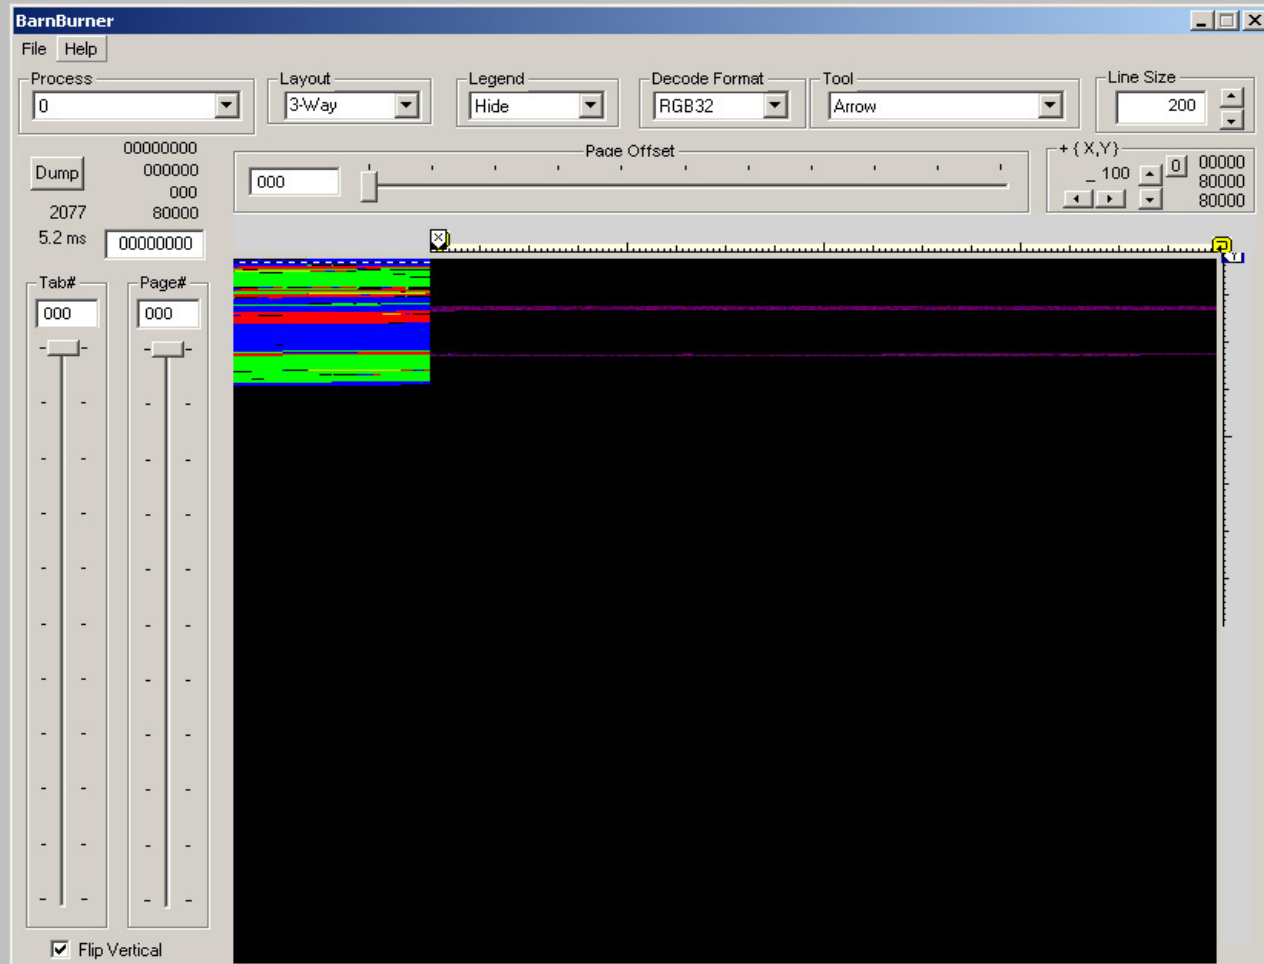 BarnBurner
File Help
Process
0
Layout
3-Way
Legend
Hide
Decode Format
RGB32
Tool
Arrow
Line Size
200
Dump
00000000
000000
000
80000
2077
5.2 ms
00000000
Page Offset
000
+ { X,Y}
_ 100
0
00000
80000
80000
X
Y
Tab#
000
Page#
000
Flip Vertical